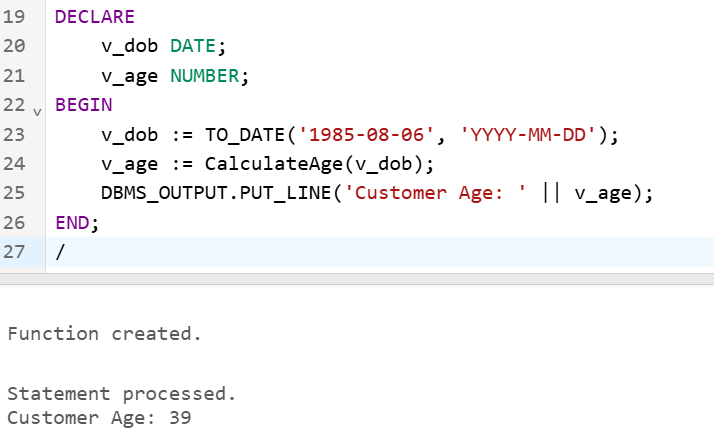 19 DECLARE
20 v_dob DATE;
21 v_age NUMBER;
22 BEGIN
23 v_dob := TO_DATE('1985-08-06', 'YYYY-MM-DD');
24 v_age := CalculateAge(v_dob);
25 DBMS_OUTPUT.PUT_LINE('Customer Age: ' || v_age);
26 END;
27 /
Function created.
Statement processed.
Customer Age: 39